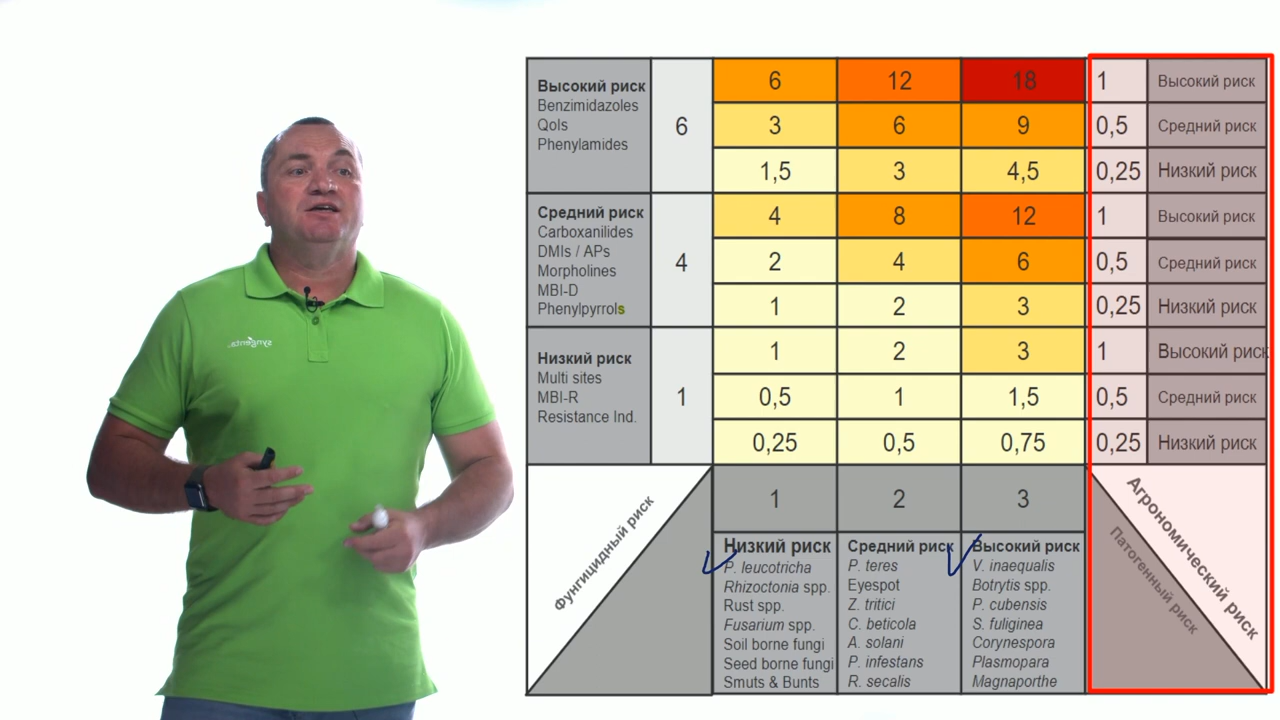 syngenta.
Высокий риск
Benzimidazoles
QoIs
Phenylamides
6
6 12 18 1 Высокий риск
3 6 9 0,5 Средний риск
1,5 3 4,5 0,25 Низкий риск
Средний риск
Carboxanilides
DMIs / APs
Morpholines
MBI-D
Phenylpyrrols
4
4 8 12 1 Высокий риск
2 4 6 0,5 Средний риск
1 2 3 0,25 Низкий риск
Низкий риск
Multi sites
MBI-R
Resistance Ind.
1
1 2 3 1 Высокий риск
0,5 1 1,5 0,5 Средний риск
0,25 0,5 0,75 0,25 Низкий риск
Фунгицидный риск
1 2 3
Низкий риск
P. leucotricha
Rhizoctonia spp.
Rust spp.
Fusarium spp.
Soil borne fungi
Seed borne fungi
Smuts & Bunts
Средний риск
P. teres
Eyespot
Z. tritici
C. beticola
A. solani
P. infestans
R. secalis
Высокий риск
V. inaequalis
Botrytis spp.
P. cubensis
S. fuliginea
Corynespora
Plasmopara
Magnaporthe
Агрономический риск
Патогенный риск